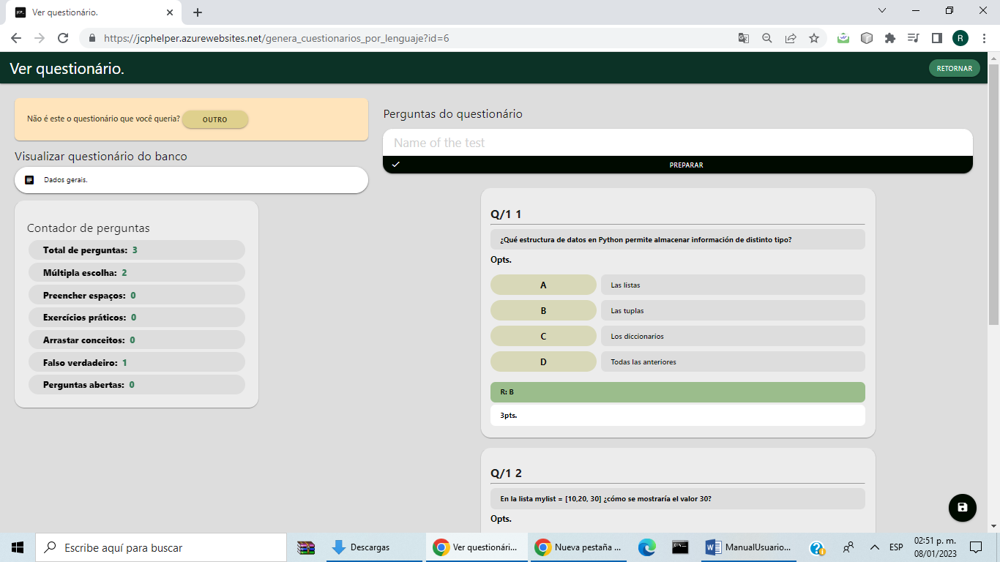 Ver questionário.
https://jcphelper.azurewebsites.net/genera_cuestionarios_por_lenguaje?id=6
R
Ver questionário.
RETORNAR
Não é este o questionário que você queria?
OUTRO
Visualizar questionário do banco
Dados gerais.
Contador de perguntas
Total de perguntas: 3
Múltipla escolha: 2
Preencher espaços: 0
Exercícios práticos: 0
Arrastar conceitos: 0
Falso verdadeiro: 1
Perguntas abertas: 0
Perguntas do questionário
Name of the test
PREPARAR
Q/1 1
¿Qué estructura de datos en Python permite almacenar información de distinto tipo?
Opts.
A Las listas
B Las tuplas
C Los diccionarios
D Todas las anteriores
R: B
3pts.
Q/1 2
En la lista mylist = [10,20, 30] ¿cómo se mostraría el valor 30?
Opts.
Escribe aquí para buscar
Descargas
Ver questionári...
Nueva pestaña ...
ManualUsuario...
ESP
02:51 p. m.
08/01/2023